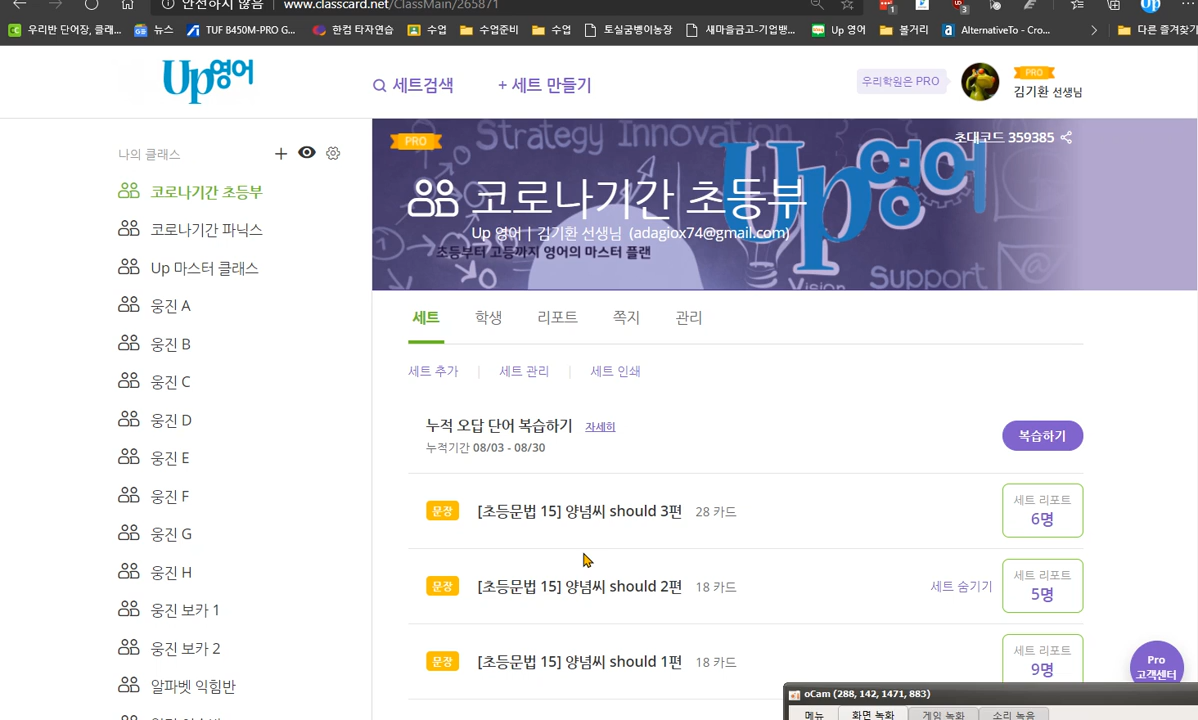 안전하지 않음 | www.classcard.net/ClassMain/265871
우리반 단어장, 클래... 뉴스 TUF B450M-PRO G... 한컴 타자연습 수업 수업준비 수업 토실굼벵이농장 새마을금고-기업뱅... Up 영어 볼거리 AlternativeTo - Cro... 다른 즐겨찾기
Up영어
세트검색 + 세트 만들기
우리학원은 PRO
PRO
김기환 선생님
나의 클래스
코로나기간 초등부
코로나기간 파닉스
Up 마스터 클래스
웅진 A
웅진 B
웅진 C
웅진 D
웅진 E
웅진 F
웅진 G
웅진 H
웅진 보카 1
웅진 보카 2
알파벳 익힘반
PRO
Strategy Innovation
초대코드 359385
Up영어
코로나기간 초등부
Up 영어 | 김기환 선생님 (adagiox74@gmail.com)
초등부터 고등까지 영어의 마스터 플랜
Vision
Support
세트 학생 리포트 쪽지 관리
세트 추가 | 세트 관리 | 세트 인쇄
누적 오답 단어 복습하기 자세히
누적기간 08/03 - 08/30
복습하기
문장 [초등문법 15] 양념씨 should 3편 28 카드
세트 리포트
6명
문장 [초등문법 15] 양념씨 should 2편 18 카드
세트 숨기기
세트 리포트
5명
문장 [초등문법 15] 양념씨 should 1편 18 카드
세트 리포트
9명
Pro
고객센터
oCam (288, 142, 1471, 883)
메뉴 화면 녹화 게임 녹화 소리 녹음